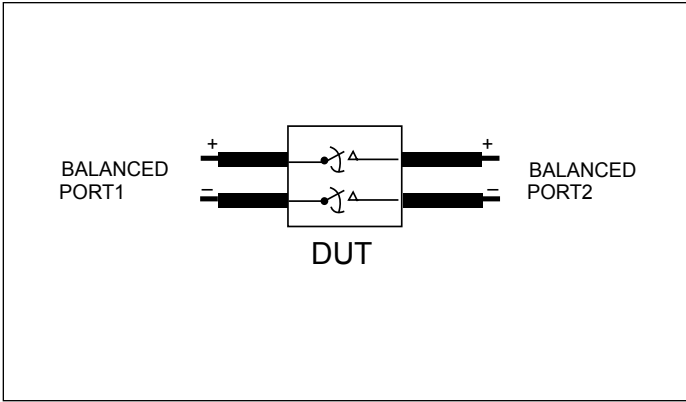 + +
BALANCED BALANCED
PORT1 PORT2
– –
DUT